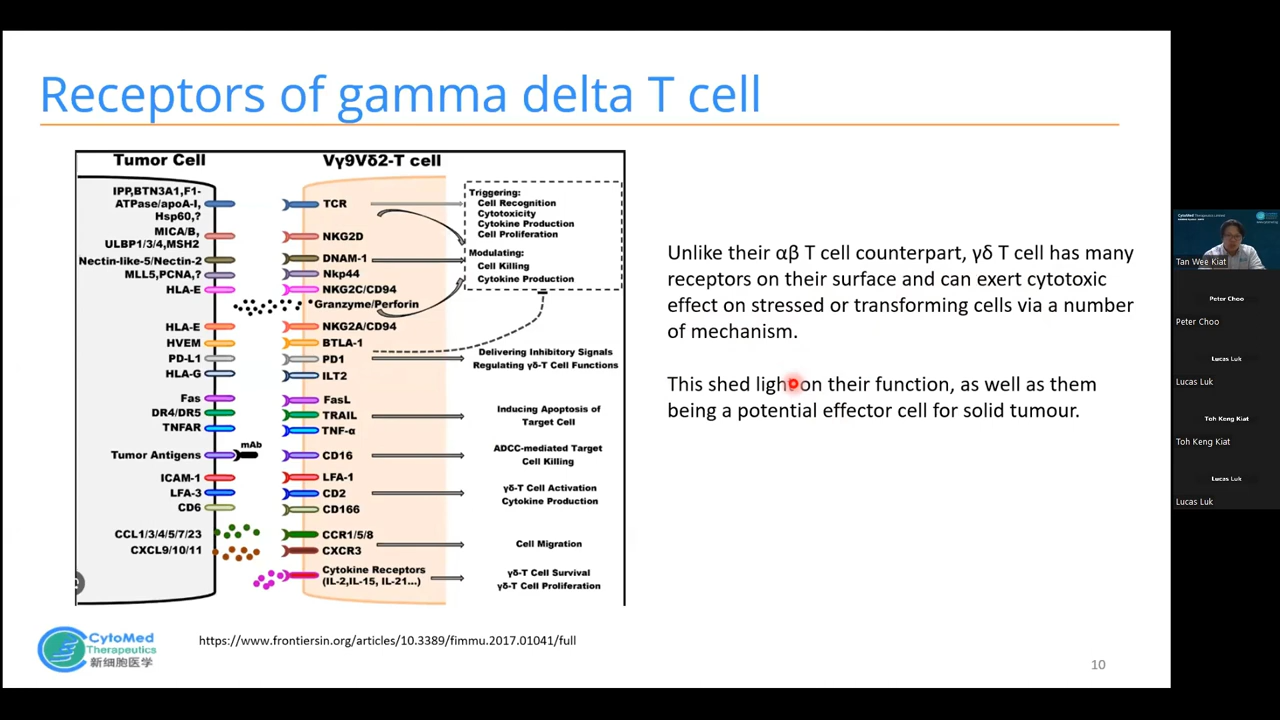 Receptors of gamma delta T cell
Tumor Cell
Vγ9Vδ2-T cell
IPP,BTN3A1,F1-
ATPase/apoA-I,
Hsp60,?
MICA/B,
ULBP1/3/4,MSH2
Nectin-like-5/Nectin-2
MLL5,PCNA,?
HLA-E
HLA-E
HVEM
PD-L1
HLA-G
Fas
DR4/DR5
TNFAR
mAb
Tumor Antigens
ICAM-1
LFA-3
CD6
CCL1/3/4/5/7/23
CXCL9/10/11
TCR
NKG2D
DNAM-1
Nkp44
NKG2C/CD94
Granzyme/Perforin
NKG2A/CD94
BTLA-1
PD1
ILT2
FasL
TRAIL
TNF-α
CD16
LFA-1
CD2
CD166
CCR1/5/8
CXCR3
Cytokine Receptors
(IL-2,IL-15, IL-21...)
Triggering:
Cell Recognition
Cytotoxicity
Cytokine Production
Cell Proliferation
Modulating:
Cell Killing
Cytokine Production
Delivering Inhibitory Signals
Regulating γδ-T Cell Functions
Inducing Apoptosis of
Target Cell
ADCC-mediated Target
Cell Killing
γδ-T Cell Activation
Cytokine Production
Cell Migration
γδ-T Cell Survival
γδ-T Cell Proliferation
Unlike their αβ T cell counterpart, γδ T cell has many
receptors on their surface and can exert cytotoxic
effect on stressed or transforming cells via a number
of mechanism.
This shed light on their function, as well as them
being a potential effector cell for solid tumour.
CytoMed
Therapeutics
新细胞医学
https://www.frontiersin.org/articles/10.3389/fimmu.2017.01041/full
10
Tan Wee Kiat
Peter Choo
Peter Choo
Lucas Luk
Lucas Luk
Toh Keng Kiat
Toh Keng Kiat
Lucas Luk
Lucas Luk